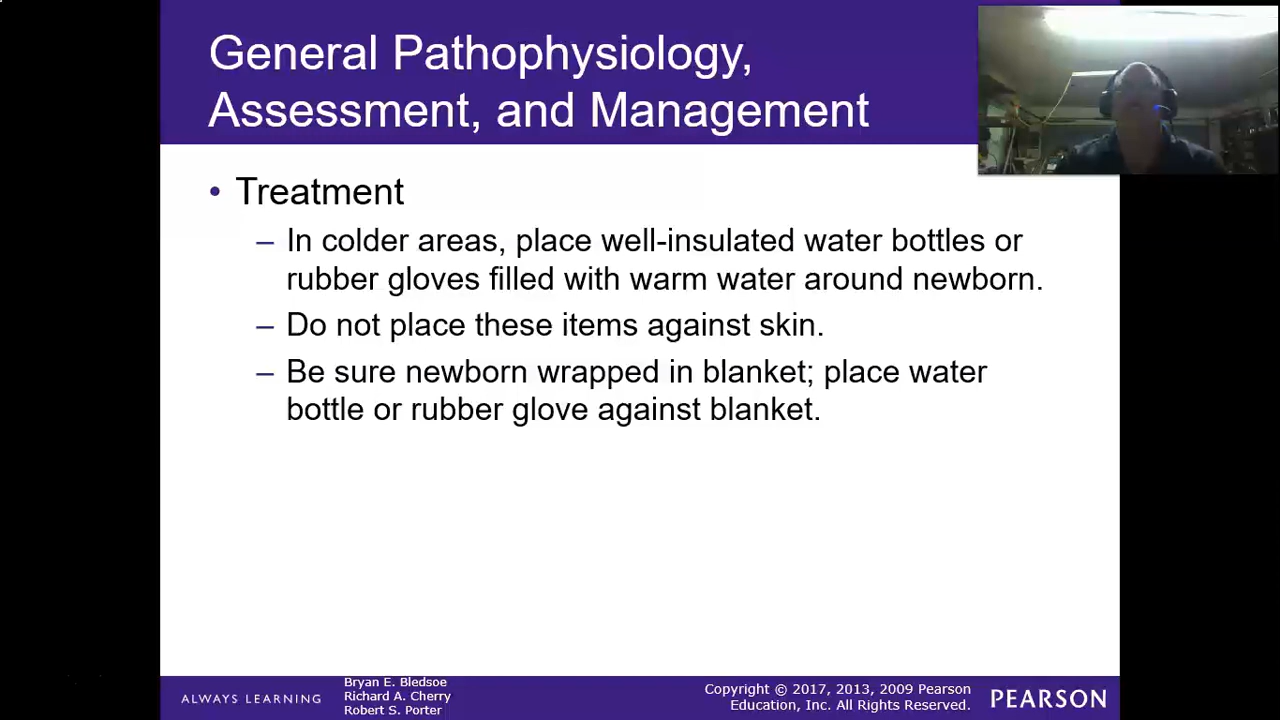 General Pathophysiology,
Assessment, and Management
• Treatment
– In colder areas, place well-insulated water bottles or
rubber gloves filled with warm water around newborn.
– Do not place these items against skin.
– Be sure newborn wrapped in blanket; place water
bottle or rubber glove against blanket.
ALWAYS LEARNING
Bryan E. Bledsoe
Richard A. Cherry
Robert S. Porter
Copyright © 2017, 2013, 2009 Pearson
Education, Inc. All Rights Reserved.
PEARSON